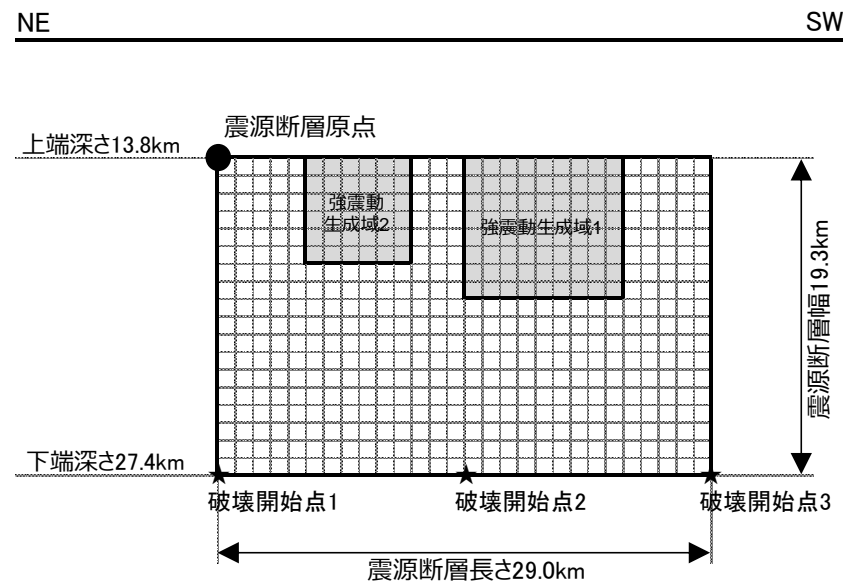 NE
SW
震源断層原点
上端深さ13.8km
強震動
生成域2
強震動生成域1
震源断層幅19.3km
下端深さ27.4km
破壊開始点1
破壊開始点2
破壊開始点3
震源断層長さ29.0km